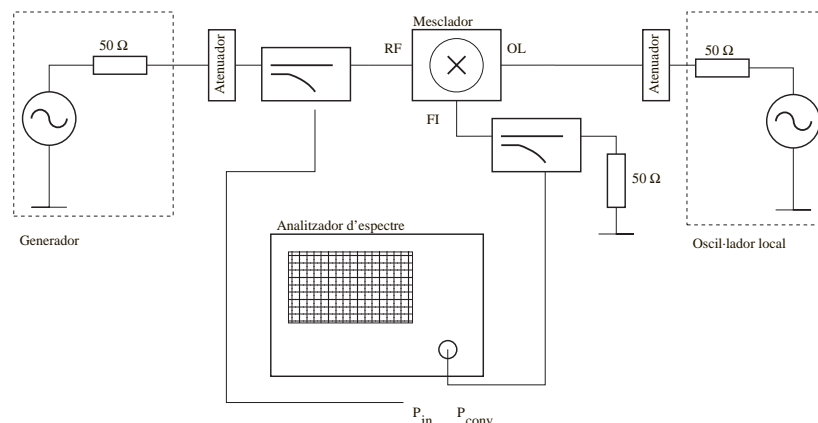 Mesclador
50 Ω
Atenuador
RF
OL
Atenuador
50 Ω
FI
50 Ω
Generador
Analitzador d'espectre
Oscil·lador local
P_in P_conv